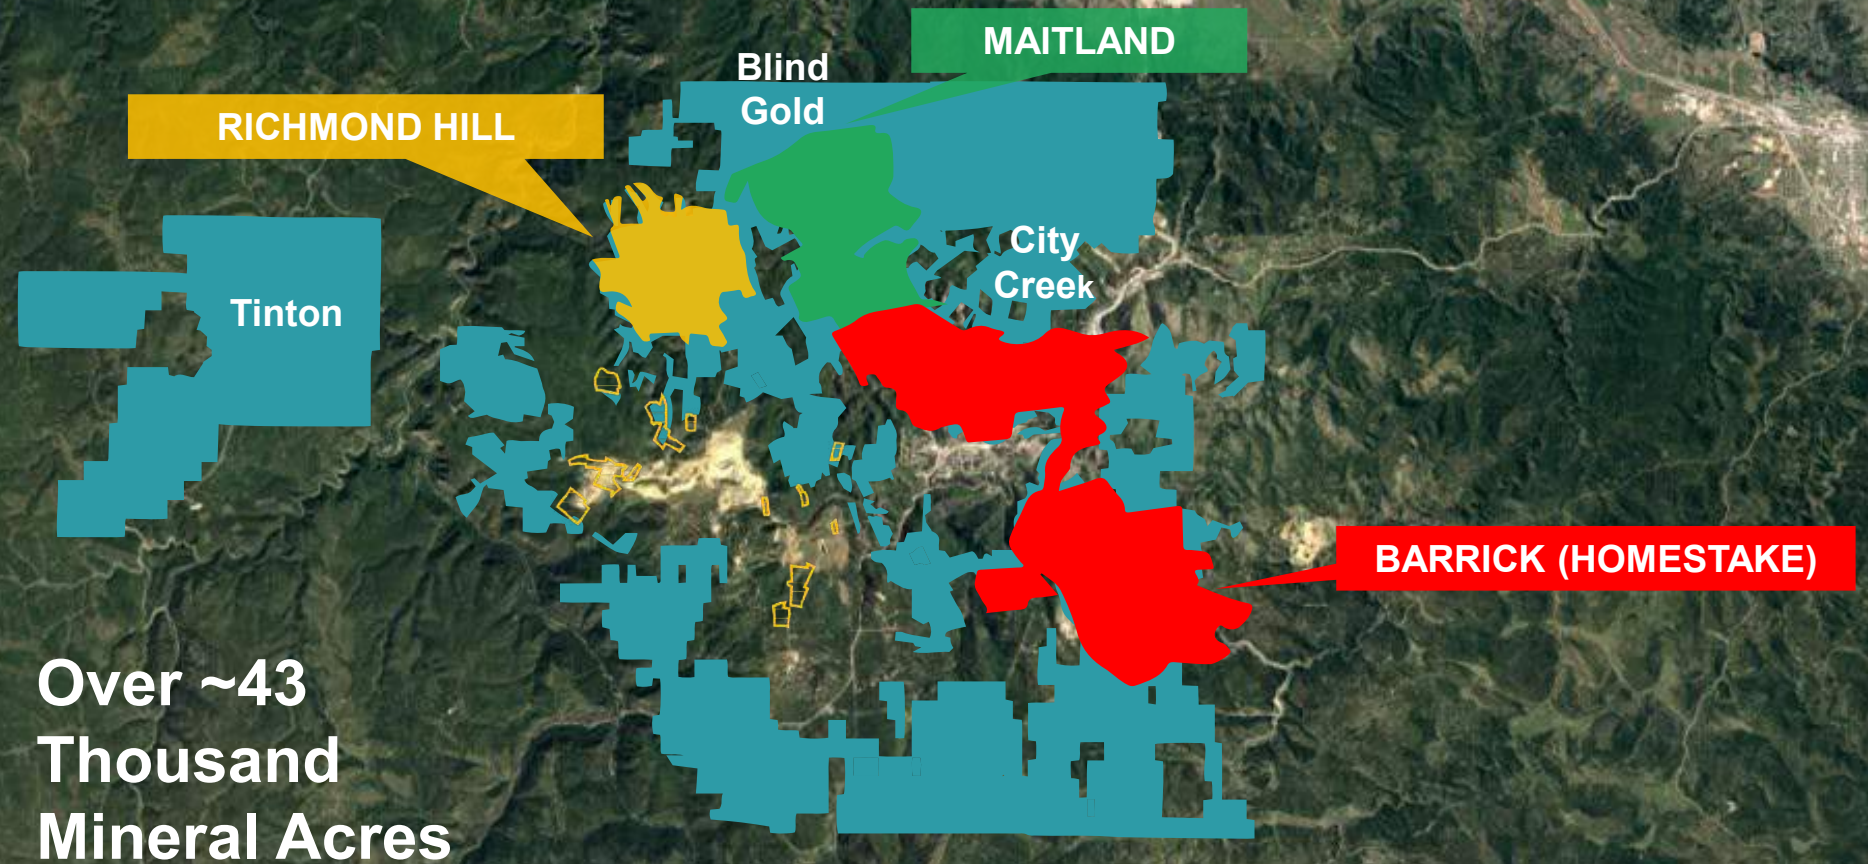 MAITLAND
Blind
Gold
RICHMOND HILL
City
Creek
Tinton
BARRICK (HOMESTAKE)
Over ~43
Thousand
Mineral Acres